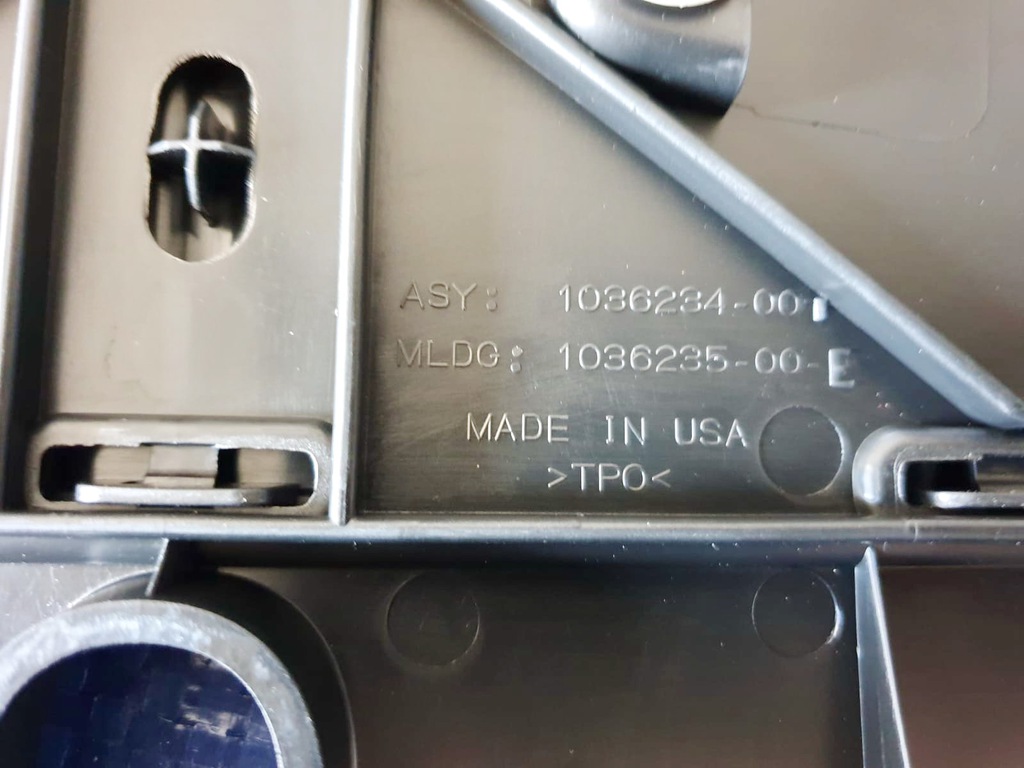 ASY: 1036234-00-
MLDG: 1036235-00-E
MADE IN USA
>TPO<